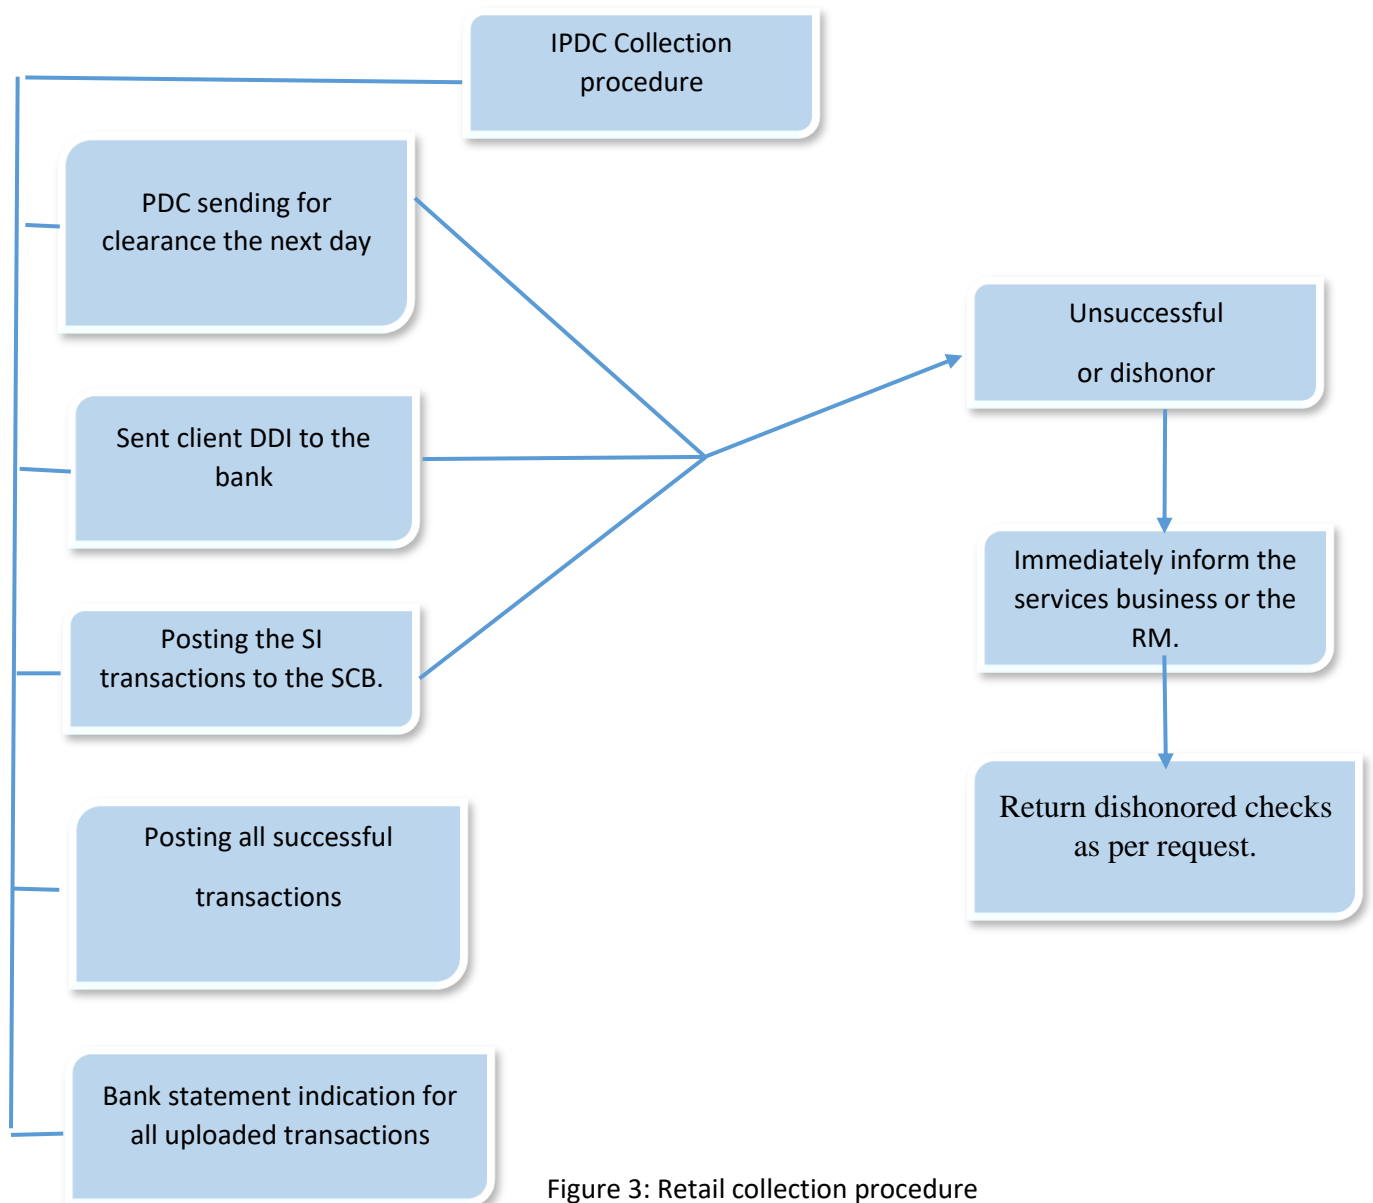 IPDC Collection
procedure
PDC sending for
clearance the next day
Sent client DDI to the
bank
Posting the SI
transactions to the SCB.
Posting all successful
transactions
Bank statement indication for
all uploaded transactions
Unsuccessful
or dishonor
Immediately inform the
services business or the
RM.
Return dishonored checks
as per request.
Figure 3: Retail collection procedure